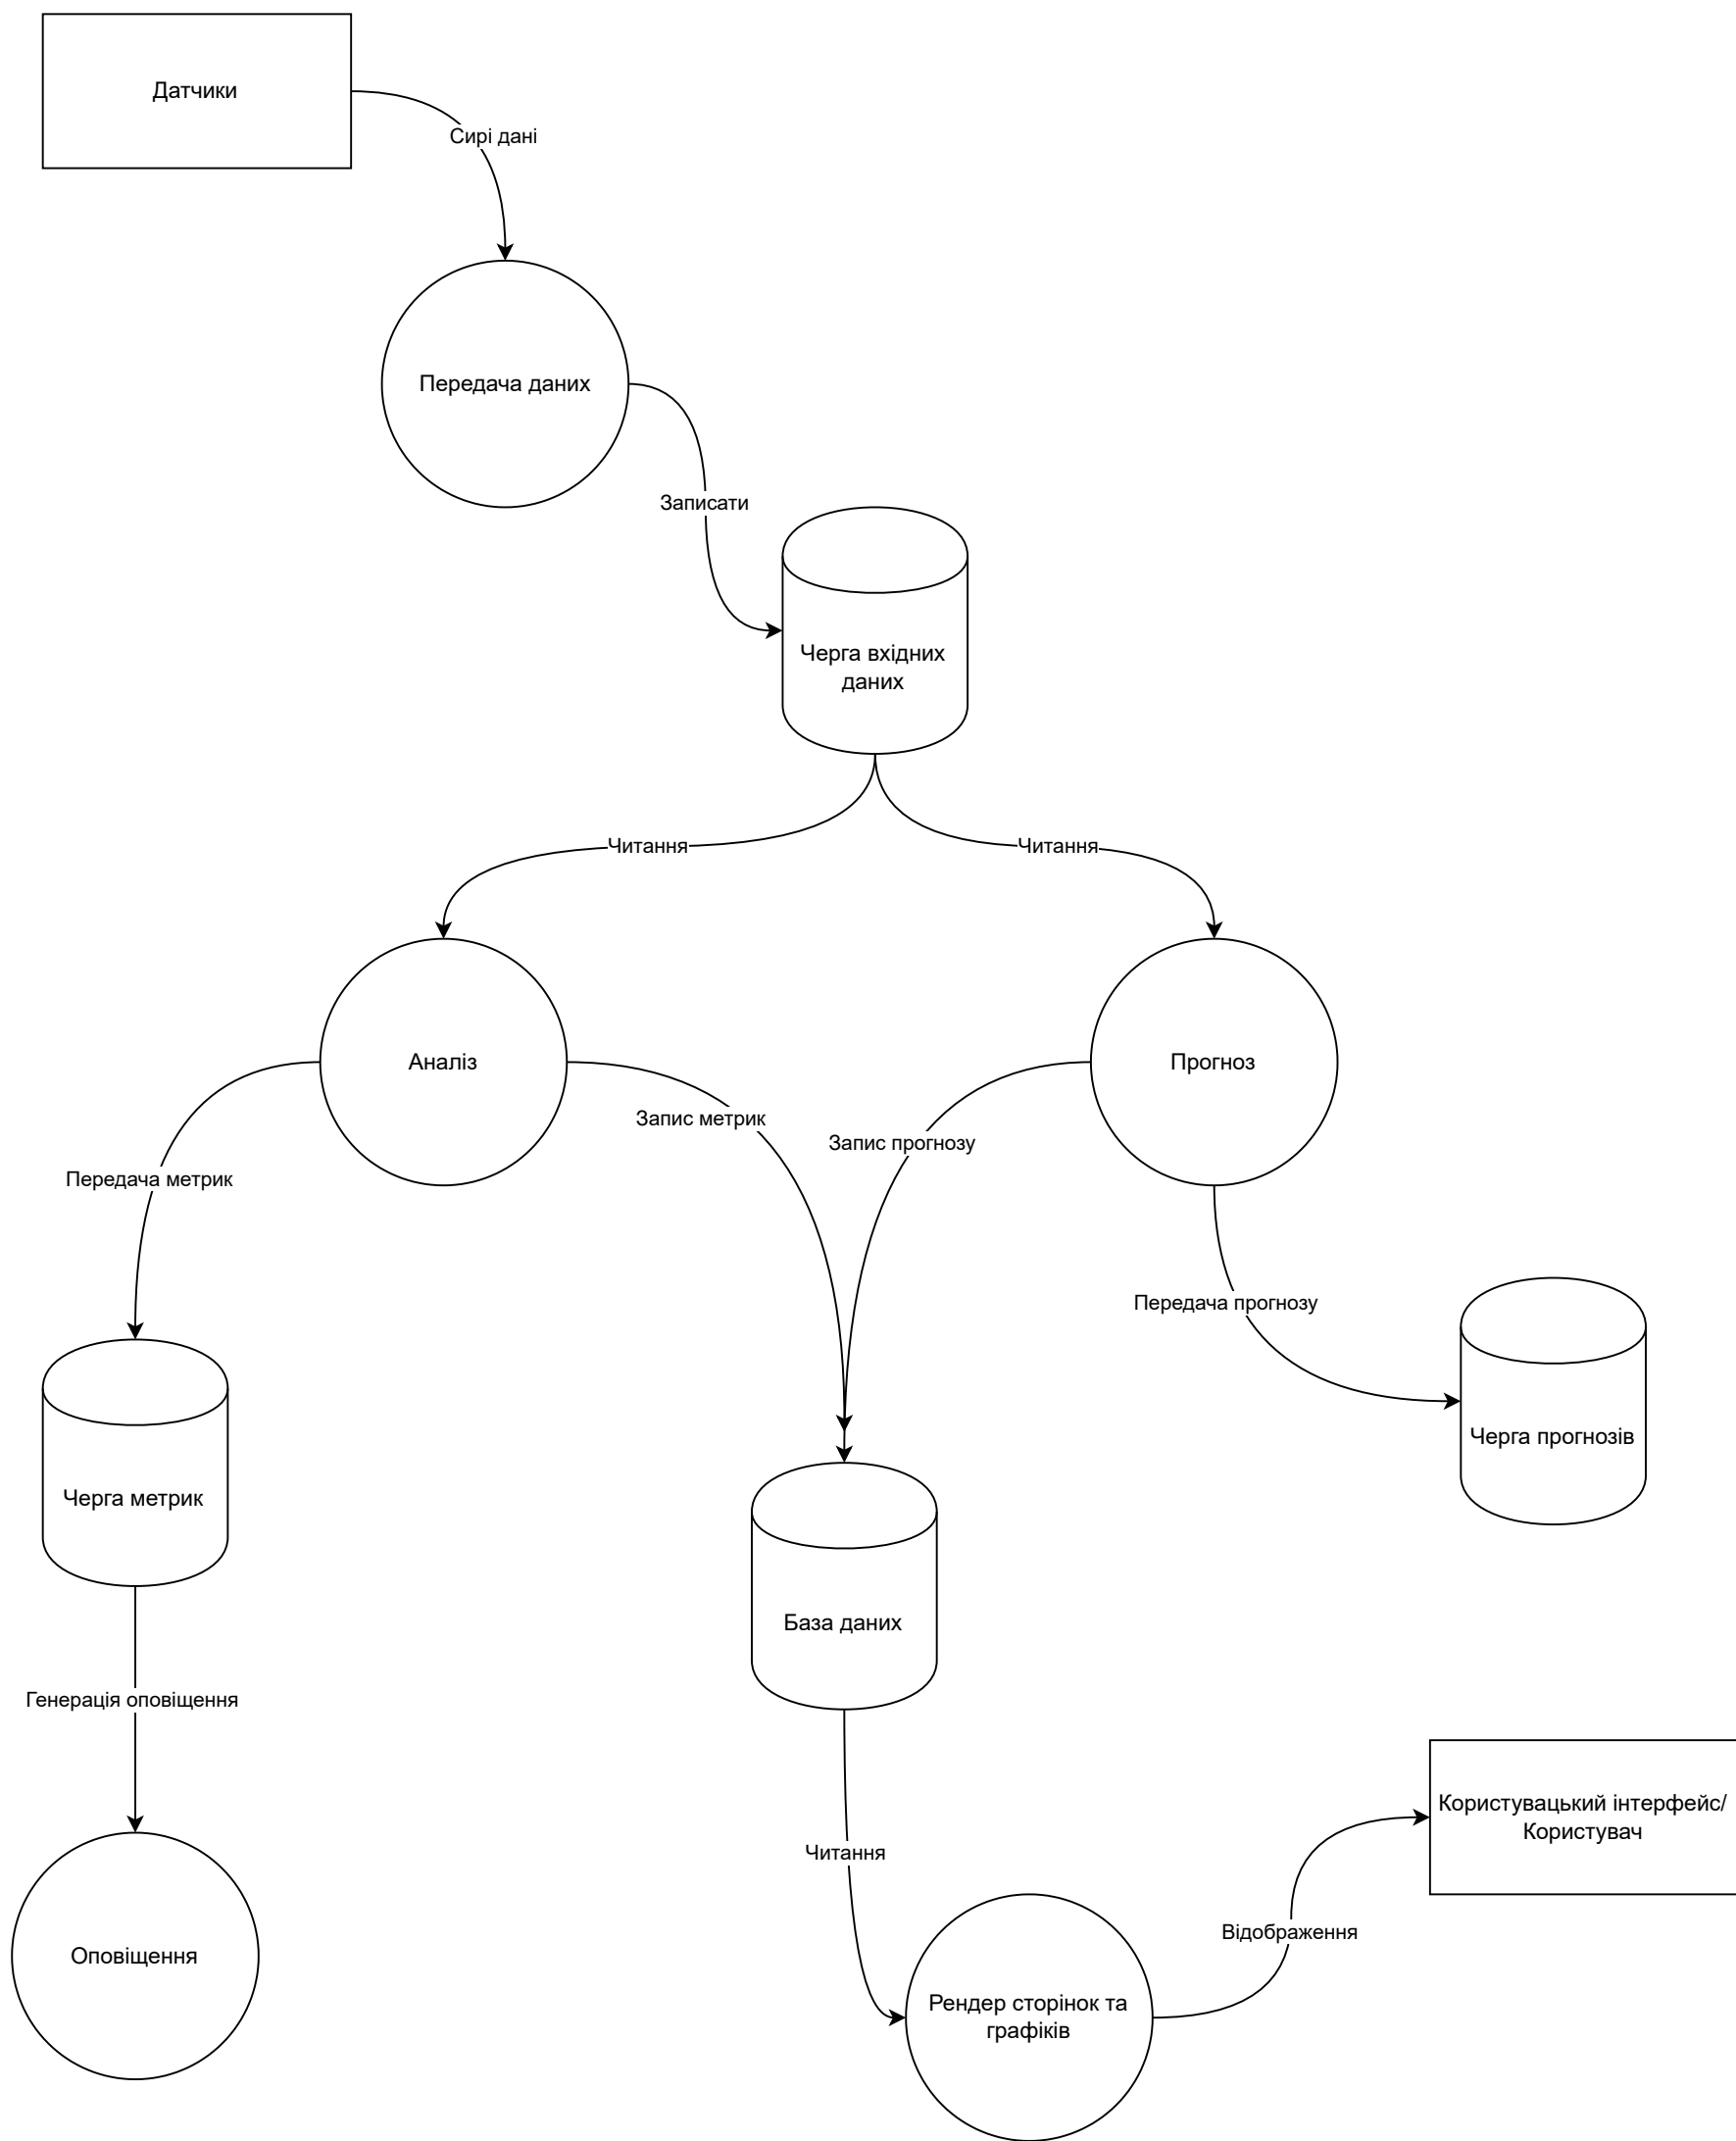 Датчики
Сирі дані
Передача даних
Записати
Черга вхідних
даних
Читання
Читання
Аналіз
Прогноз
Запис метрик
Запис прогнозу
Передача метрик
Передача прогнозу
Черга прогнозів
Черга метрик
База даних
Генерація оповіщення
Користувацький інтерфейс/
Користувач
Читання
Відображення
Оповіщення
Рендер сторінок та
графіків